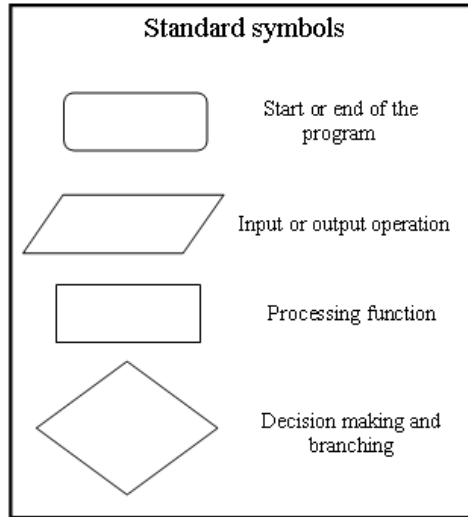 Standard symbols
Start or end of the
program
Input or output operation
Processing function
Decision making and
branching